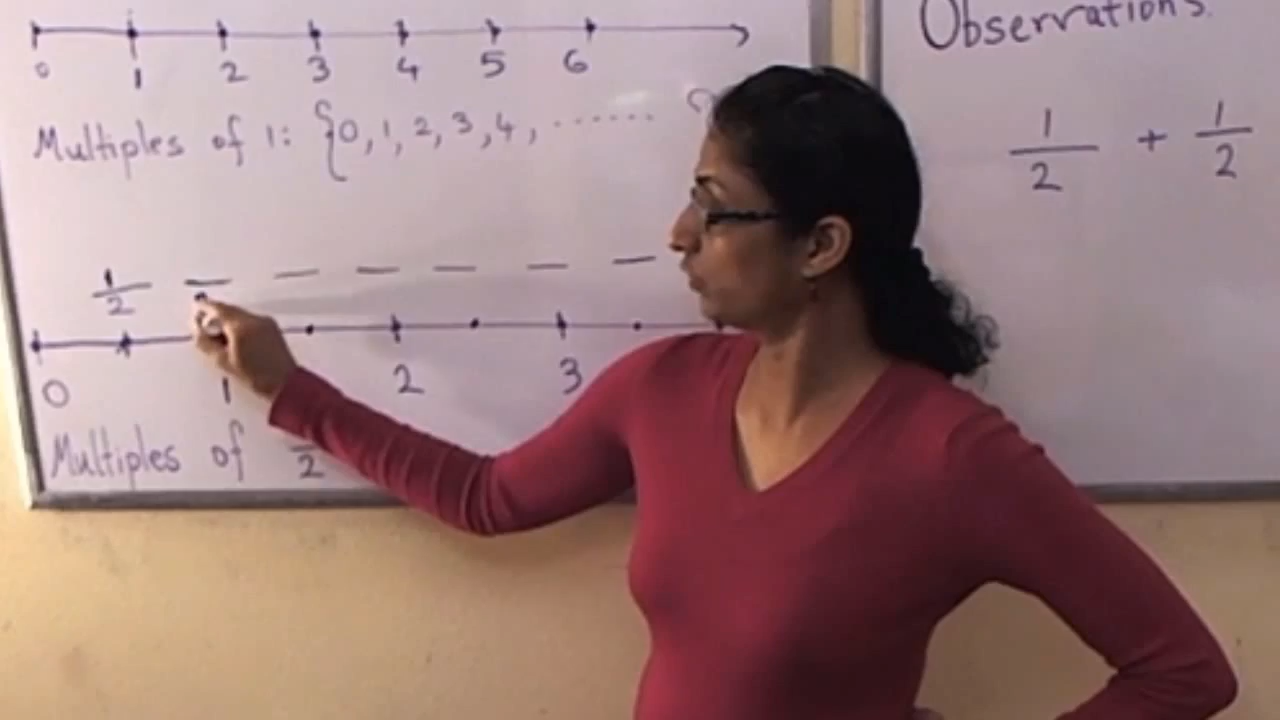 0 1 2 3 4 5 6
Multiples of 1: {0, 1, 2, 3, 4, ......
1/2 — — — — — —
0 1 2 3
Multiples of /2
Observations.
1/2 + 1/2